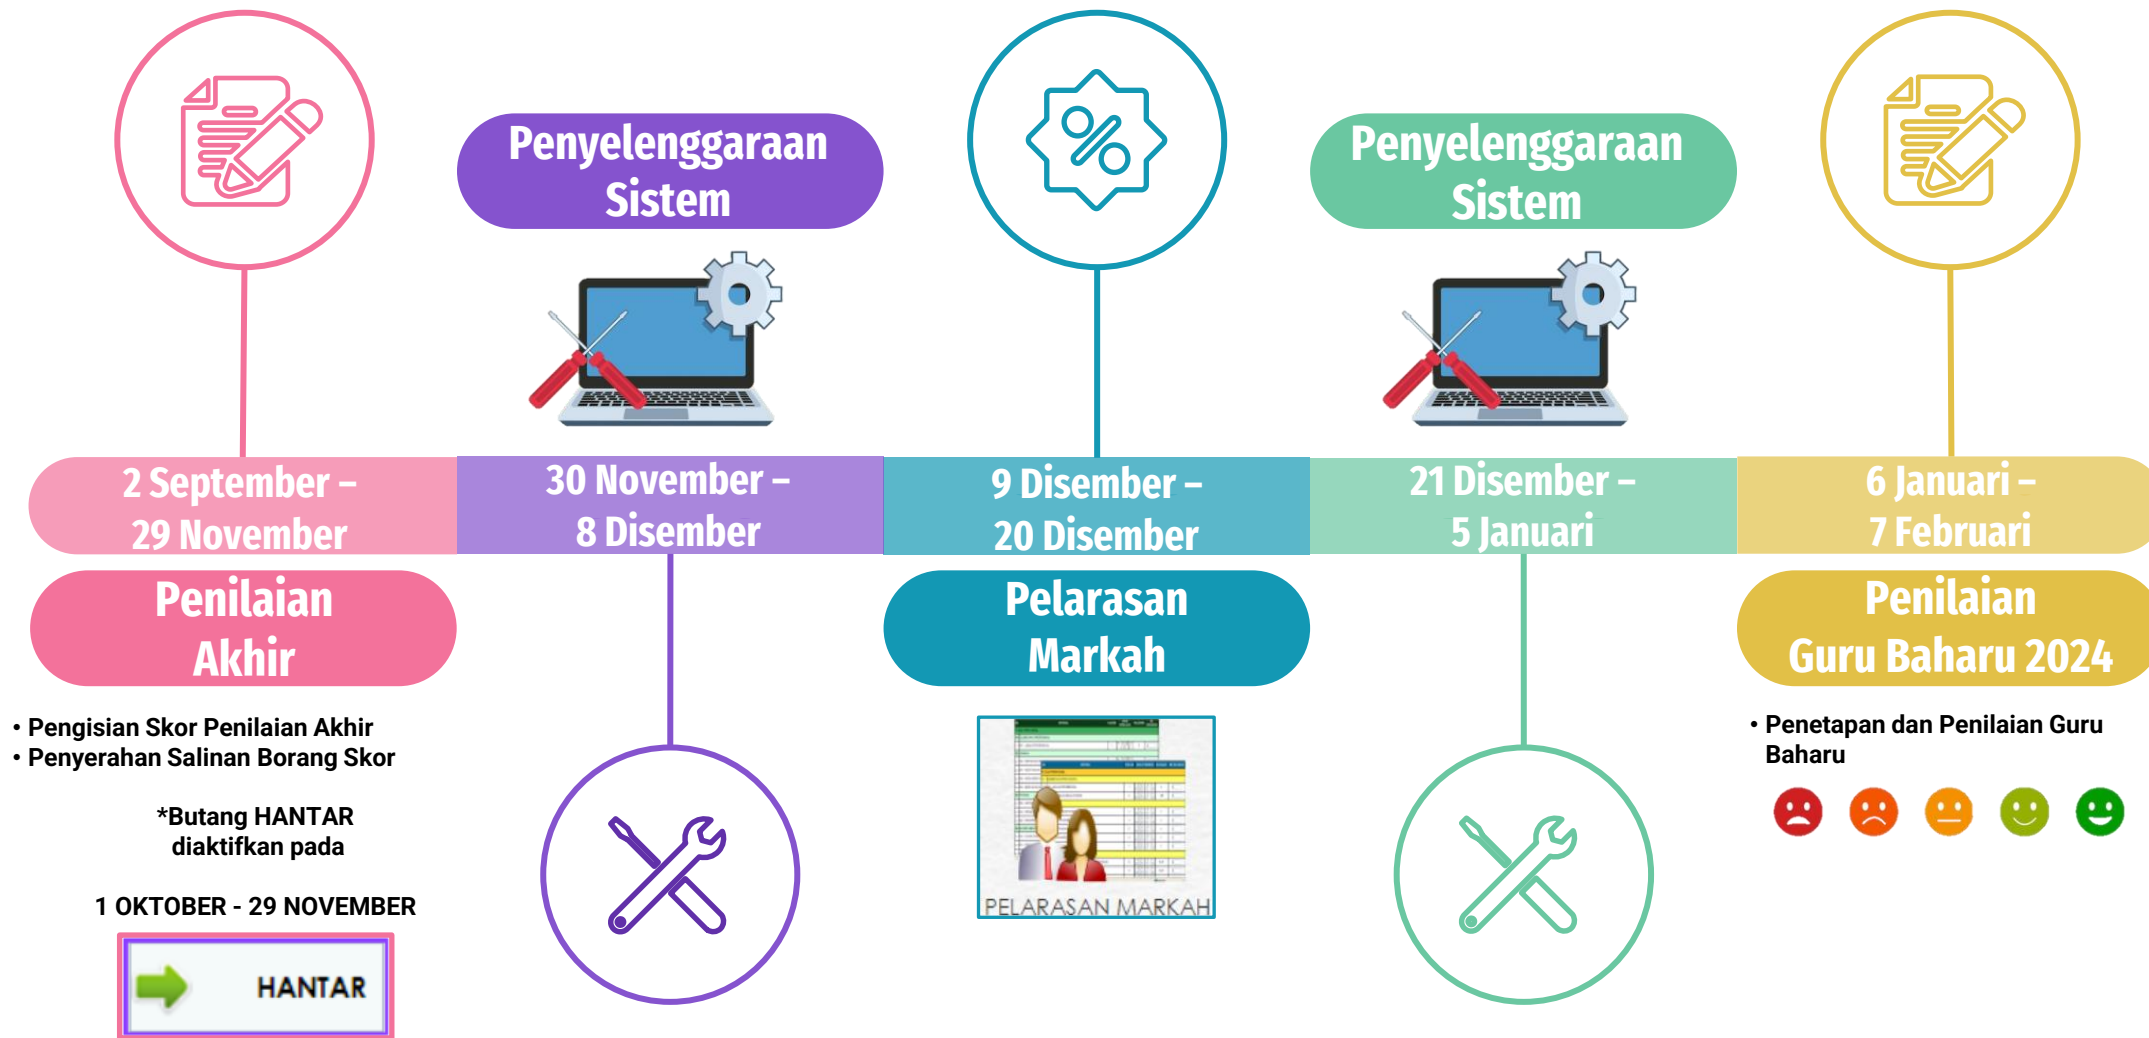 Penyelenggaraan
Sistem
Penyelenggaraan
Sistem
2 September –
29 November
30 November –
8 Disember
9 Disember –
20 Disember
21 Disember –
5 Januari
6 Januari –
7 Februari
Penilaian
Akhir
• Pengisian Skor Penilaian Akhir
• Penyerahan Salinan Borang Skor
*Butang HANTAR
diaktifkan pada
1 OKTOBER - 29 NOVEMBER
HANTAR
Pelarasan
Markah
PELARASAN MARKAH
Penilaian
Guru Baharu 2024
• Penetapan dan Penilaian Guru
Baharu